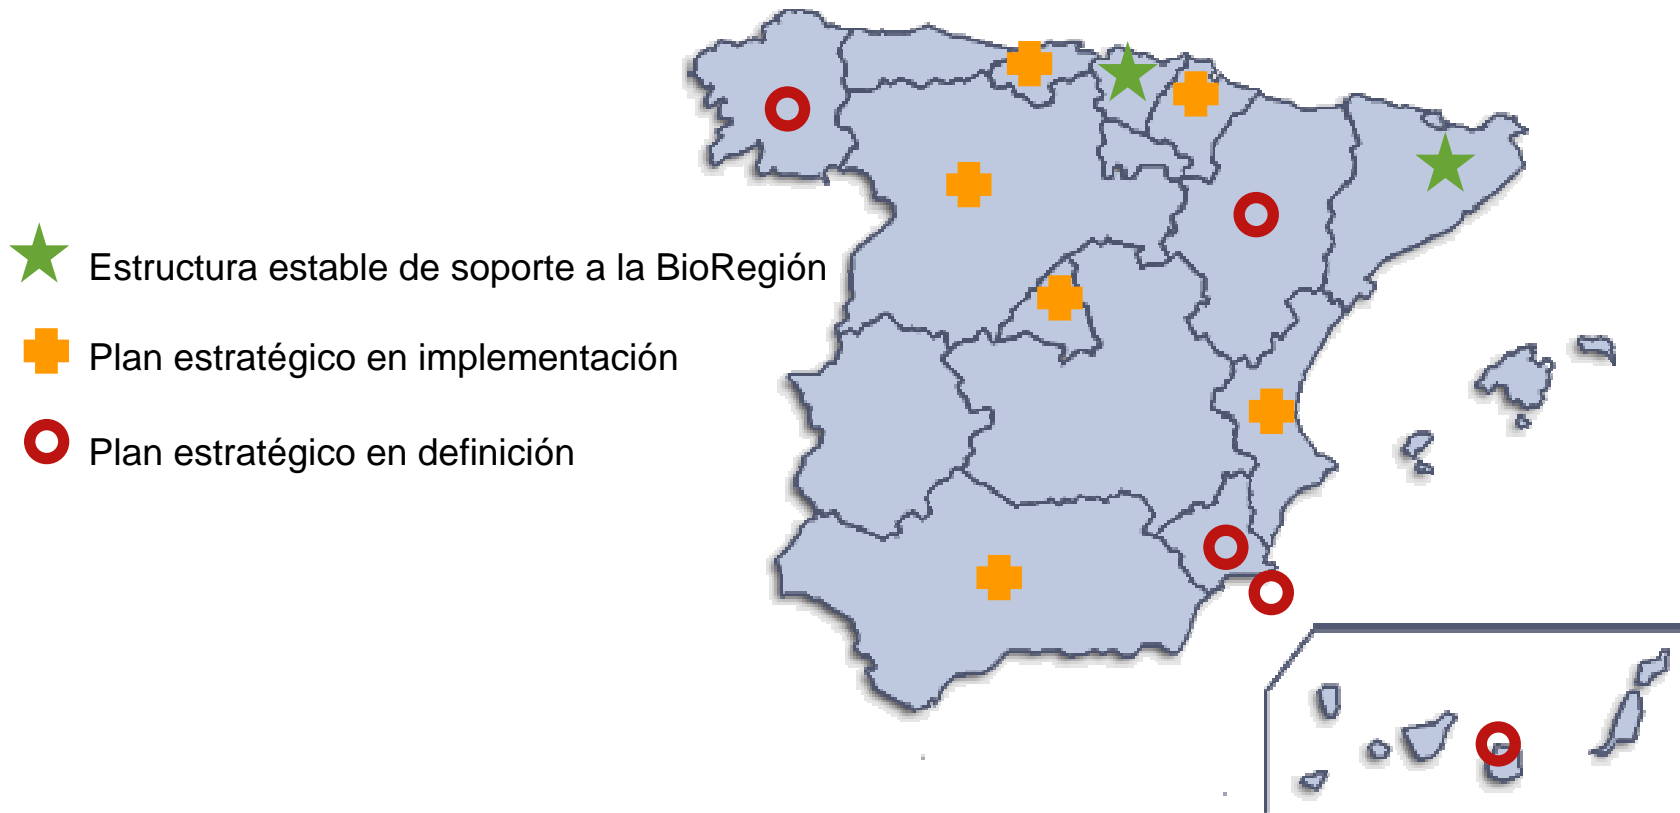 Estructura estable de soporte a la BioRegión
Plan estratégico en implementación
Plan estratégico en definición